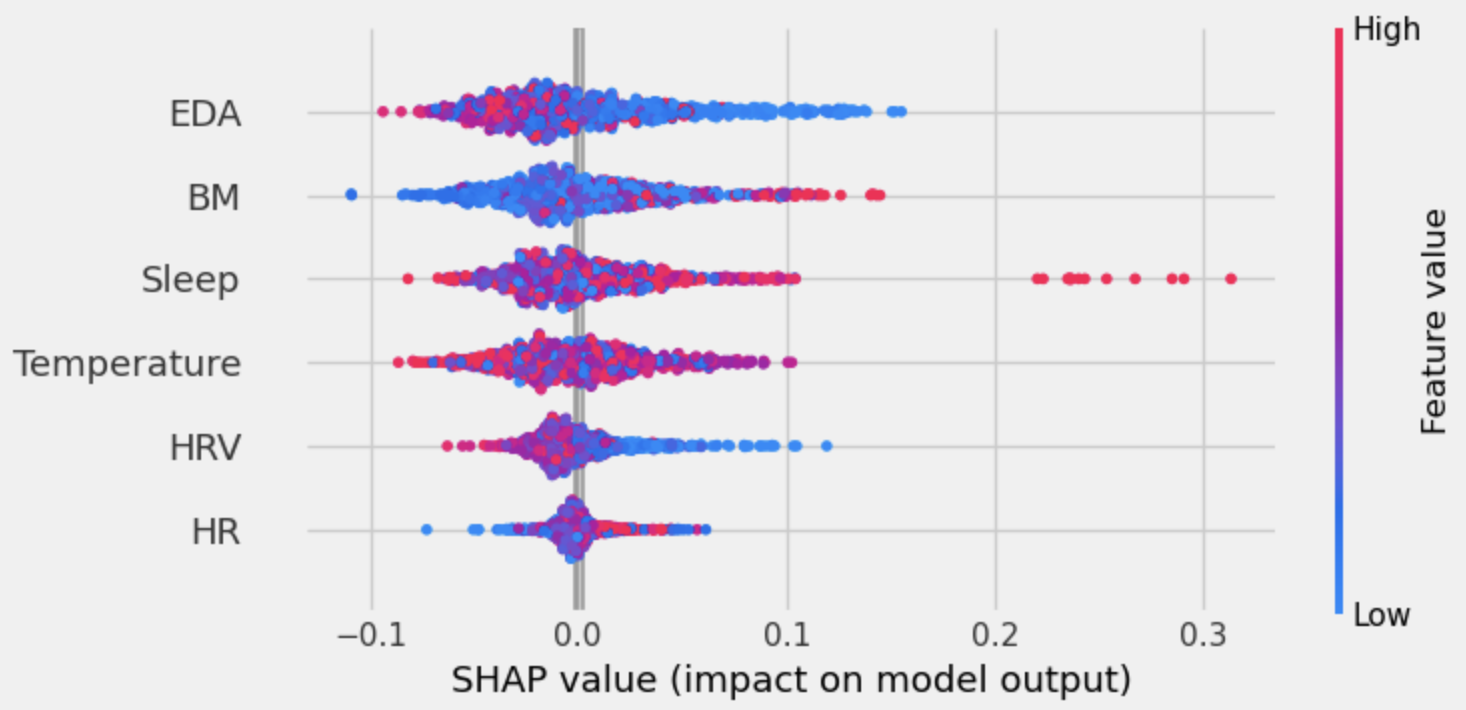 High
EDA
BM
Sleep
Temperature
HRV
HR
Feature value
Low
−0.1 0.0 0.1 0.2 0.3
SHAP value (impact on model output)